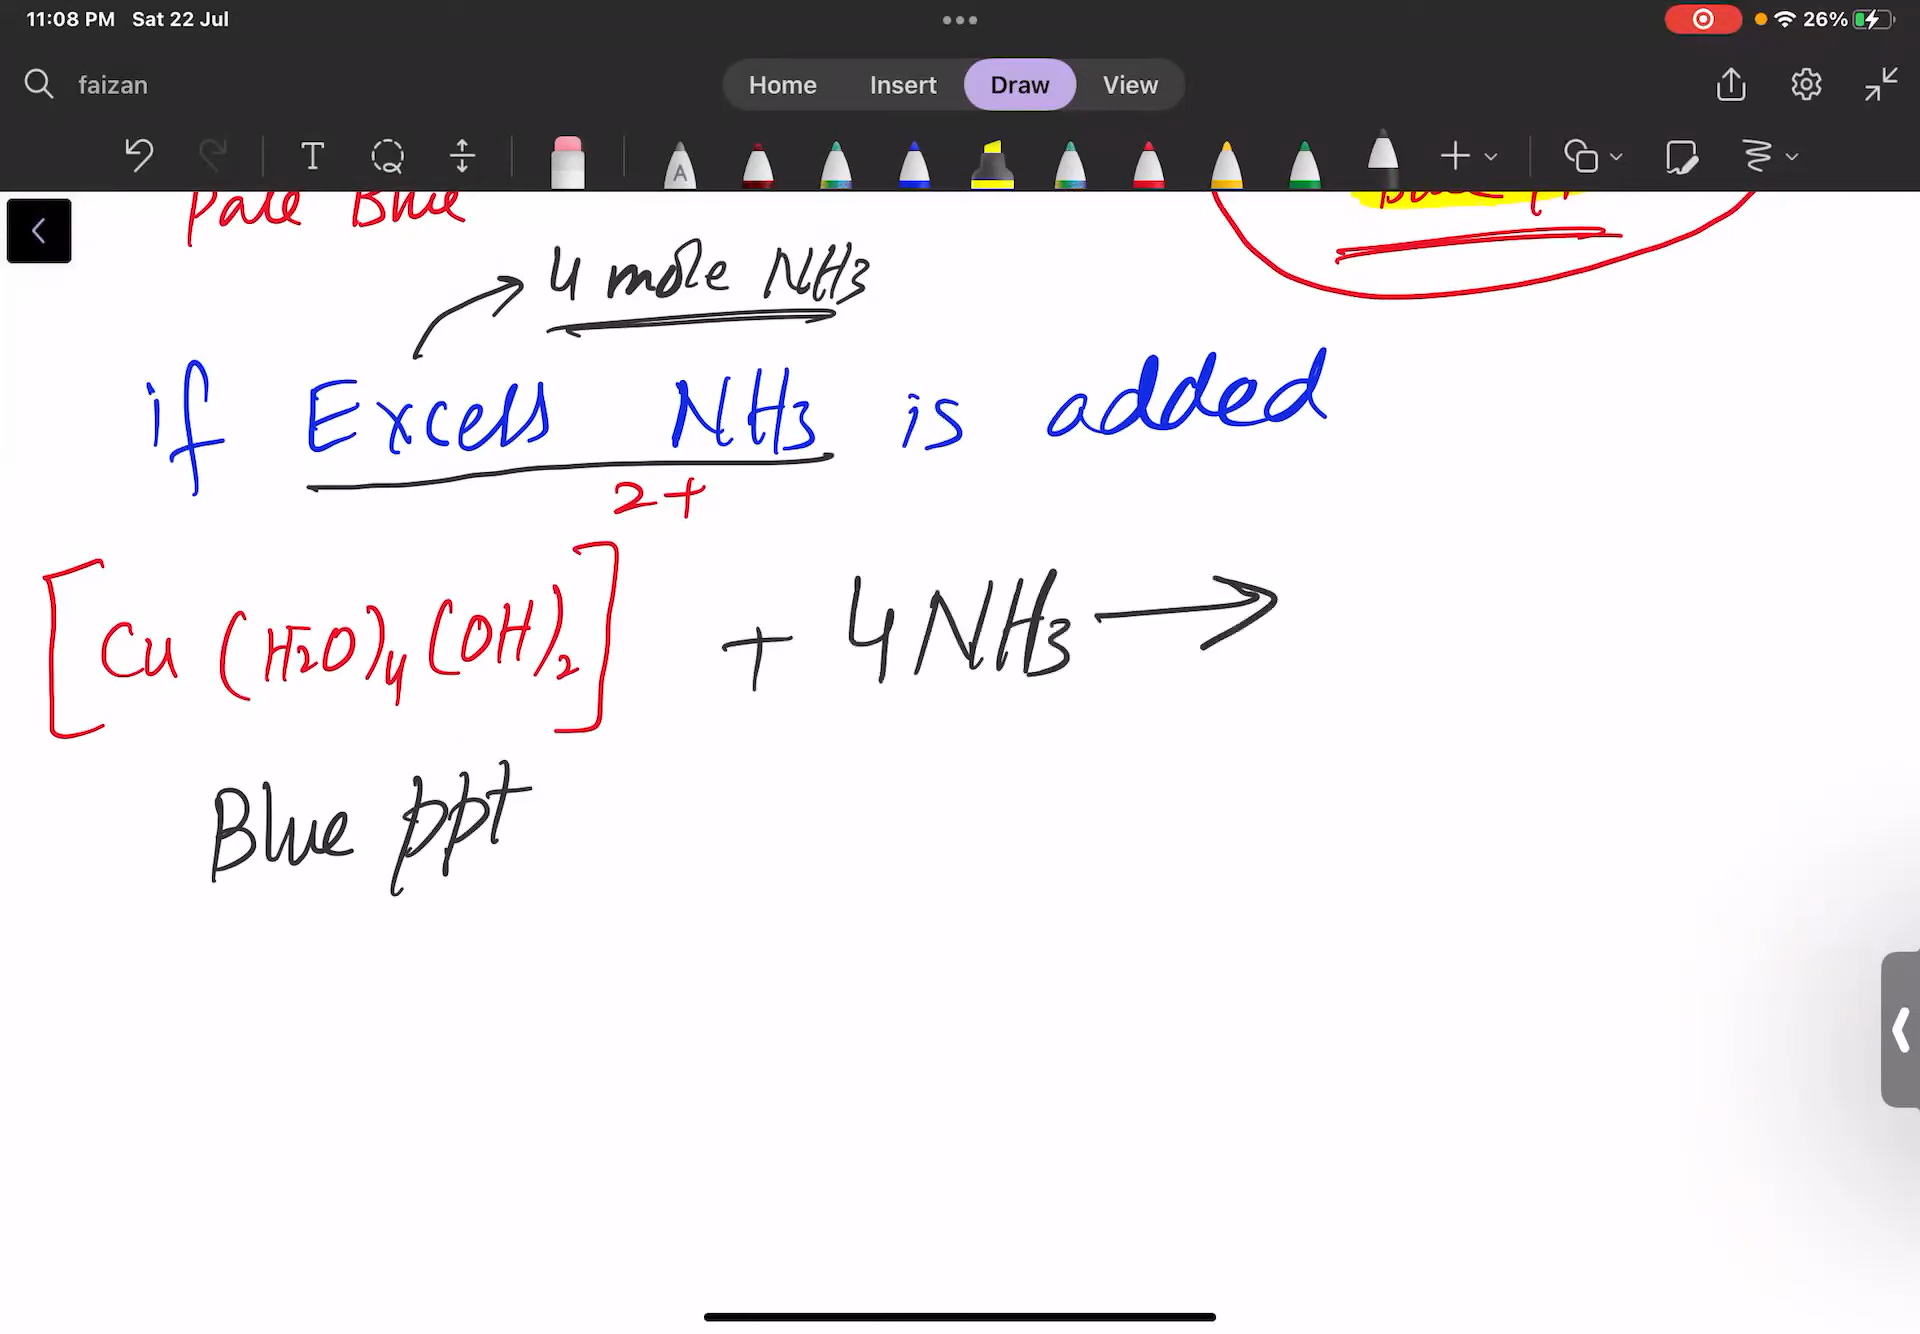 11:08 PM Sat 22 Jul
26%
faizan
Home Insert Draw View
T
A
Pale Blue
4 mole NH3
if Excess NH3 is added
2+
[Cu (H2O)4 (OH)2] + 4NH3 →
Blue ppt